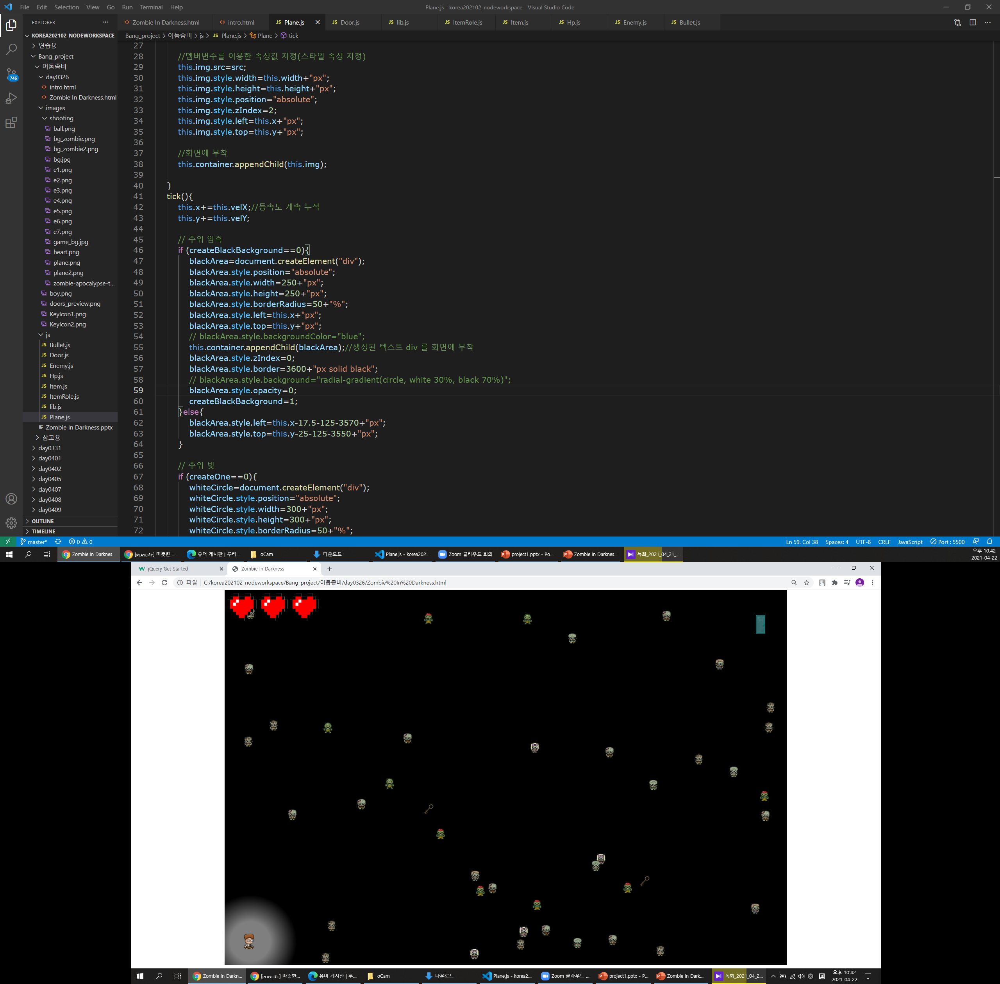 File Edit Selection View Go Run Terminal Help
Plane.js - korea202102_nodeworkspace - Visual Studio Code
EXPLORER
Zombie In Darkness.html
intro.html
Plane.js
Door.js
lib.js
ItemRole.js
Item.js
Hp.js
Enemy.js
Bullet.js
KOREA202102_NODEWORKSPACE
Bang_project > 어둠좀비 > js > JS Plane.js > Plane > tick
연습용
Bang_project
어둠좀비
day0326
intro.html
Zombie In Darkness.html
images
shooting
ball.png
bg_zombie.png
bg_zombie2.png
bg.jpg
e1.png
e2.png
e3.png
e4.png
e5.png
e6.png
e7.png
game_bg.jpg
heart.png
plane.png
plane2.png
zombie-apocalypse-t...
boy.png
doors_preview.png
KeyIcon1.png
KeyIcon2.png
js
JS Bullet.js
JS Door.js
JS Enemy.js
JS Hp.js
JS Item.js
JS ItemRole.js
JS lib.js
JS Plane.js
Zombie In Darkness.pptx
참고용
day0331
day0401
day0402
day0405
day0407
day0408
day0409
OUTLINE
TIMELINE
746
27
28 //멤버변수를 이용한 속성값 지정(스타일 속성 지정)
29 this.img.src=src;
30 this.img.style.width=this.width+"px";
31 this.img.style.height=this.height+"px";
32 this.img.style.position="absolute";
33 this.img.style.zIndex=2;
34 this.img.style.left=this.x+"px";
35 this.img.style.top=this.y+"px";
36
37 //화면에 부착
38 this.container.appendChild(this.img);
39
40 }
41 tick(){
42 this.x+=this.velX;//등속도 계속 누적
43 this.y+=this.velY;
44
45 // 주위 암흑
46 if (createBlackBackground==0){
47 blackArea=document.createElement("div");
48 blackArea.style.position="absolute";
49 blackArea.style.width=250+"px";
50 blackArea.style.height=250+"px";
51 blackArea.style.borderRadius=50+"%";
52 blackArea.style.left=this.x+"px";
53 blackArea.style.top=this.y+"px";
54 // blackArea.style.backgroundColor="blue";
55 this.container.appendChild(blackArea);//생성된 텍스트 div 를 화면에 부착
56 blackArea.style.zIndex=0;
57 blackArea.style.border=3600+"px solid black";
58 // blackArea.style.background="radial-gradient(circle, white 30%, black 70%)";
59 blackArea.style.opacity=0;
60 createBlackBackground=1;
61 }else{
62 blackArea.style.left=this.x-17.5-125-3570+"px";
63 blackArea.style.top=this.y-25-125-3550+"px";
64 }
65
66 // 주위 빛
67 if (createOne==0){
68 whiteCircle=document.createElement("div");
69 whiteCircle.style.position="absolute";
70 whiteCircle.style.width=300+"px";
71 whiteCircle.style.height=300+"px";
72 whiteCircle.style.borderRadius=50+"%";
master* 0 0 Ln 59, Col 38 Spaces: 4 UTF-8 CRLF JavaScript Port : 5500
Zombie In Darknes... [PLAYLIST] 따뜻한 ... 유머 게시판 | 루리... oCam 다운로드 Plane.js - korea202... Zoom 클라우드 회의 project1.pptx - Po... Zombie In Darknes... 녹화_2021_04_21_...
오후 10:42
2021-04-22
jQuery Get Started
Zombie In Darkness
파일 | C:/korea202102_nodeworkspace/Bang_project/어둠좀비/day0326/Zombie%20In%20Darkness.html
Zombie In Darkn... [PLAYLIST] 따뜻한... 유머 게시판 | 루... oCam 다운로드 Plane.js - korea2... Zoom 클라우드 ... project1.pptx - P... Zombie In Dark... 녹화_2021_04_2...
오후 10:42
2021-04-22